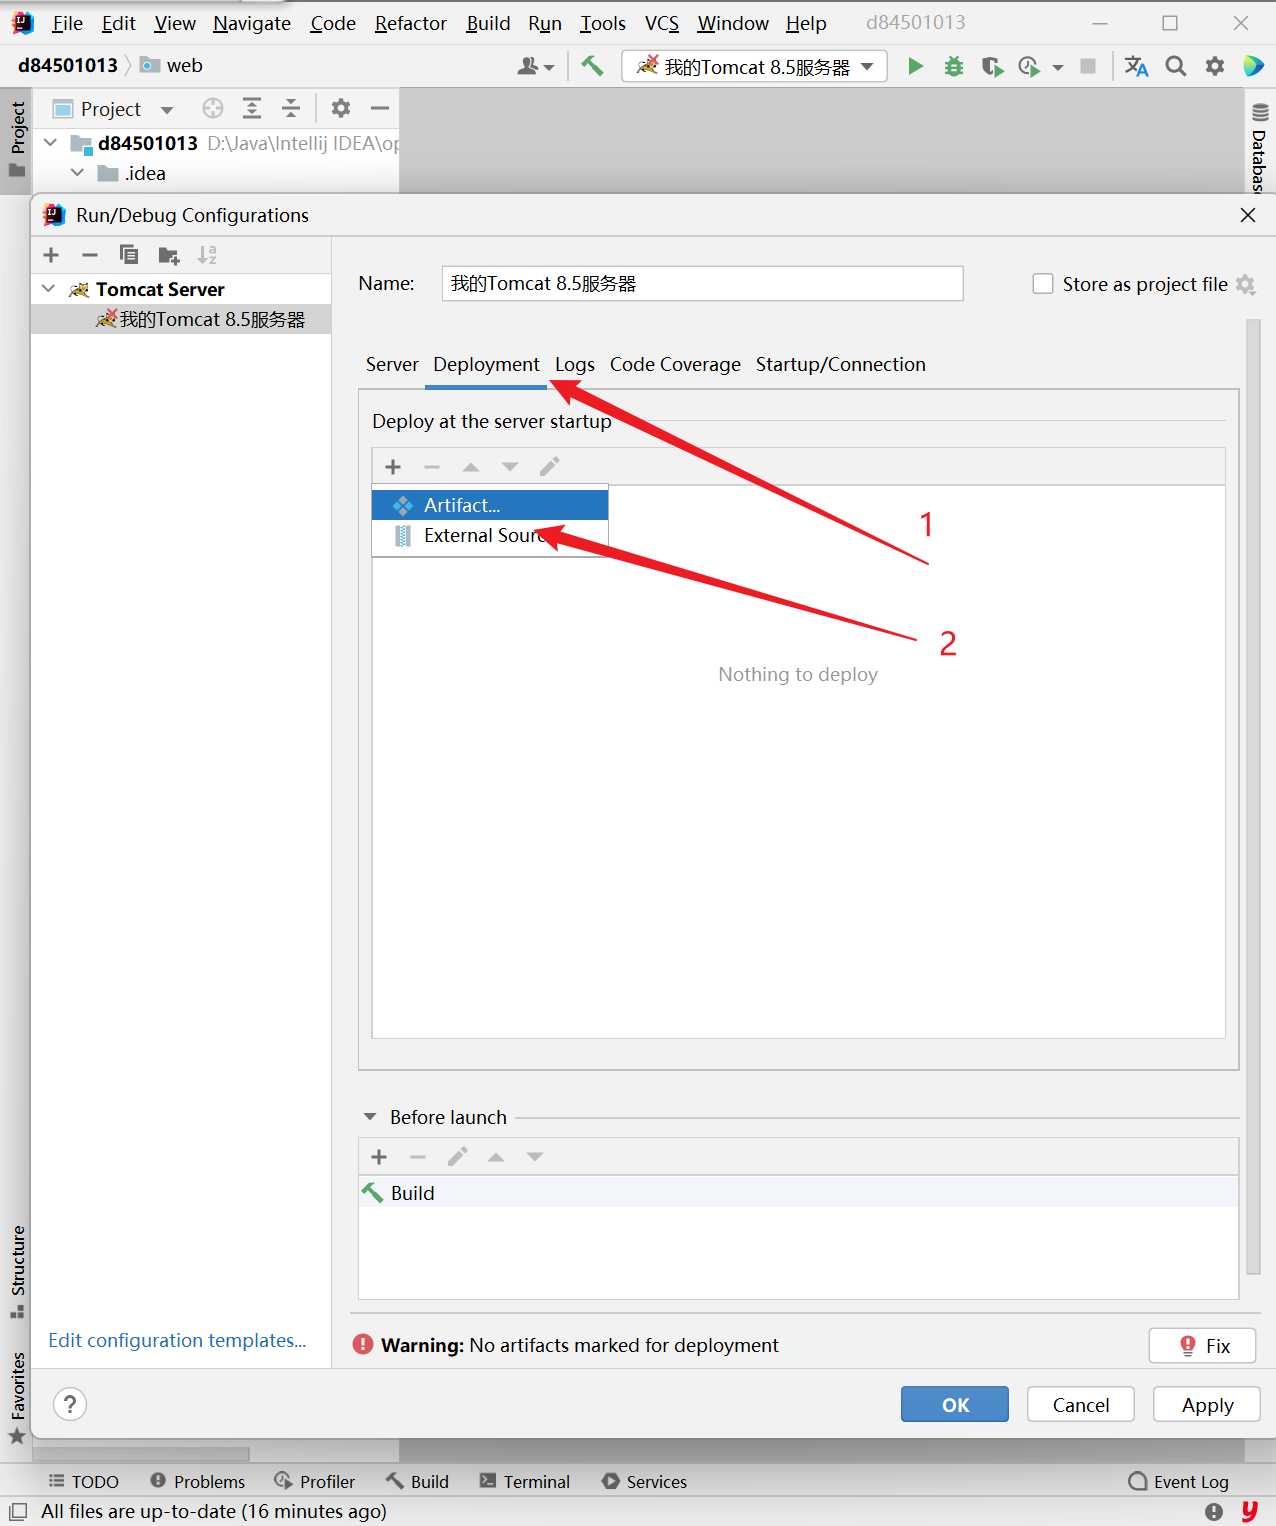 File Edit View Navigate Code Refactor Build Run Tools VCS Window Help d84501013
d84501013 web
我的Tomcat 8.5服务器
Project
Project
d84501013 D:\Java\Intellij IDEA\op
.idea
Database
Run/Debug Configurations
Tomcat Server
我的Tomcat 8.5服务器
Name: 我的Tomcat 8.5服务器 Store as project file
Server Deployment Logs Code Coverage Startup/Connection
Deploy at the server startup
Artifact...
External Sourc
1
2
Nothing to deploy
Before launch
Build
Structure
Favorites
Edit configuration templates...
Warning: No artifacts marked for deployment
Fix
?
OK Cancel Apply
TODO Problems Profiler Build Terminal Services Event Log
All files are up-to-date (16 minutes ago)